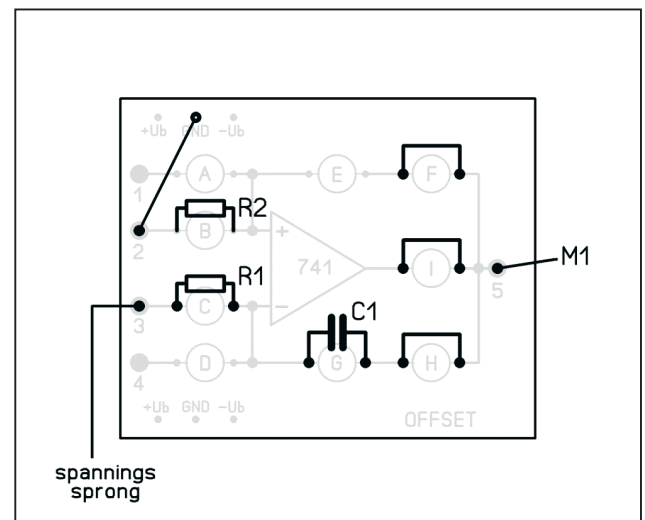 +Ub GND -Ub
A
E
F
1
R2
B
2
+
741
I
M1
5
R1
C
3
-
C1
D
G
H
4
+Ub GND -Ub
OFFSET
spannings
sprong